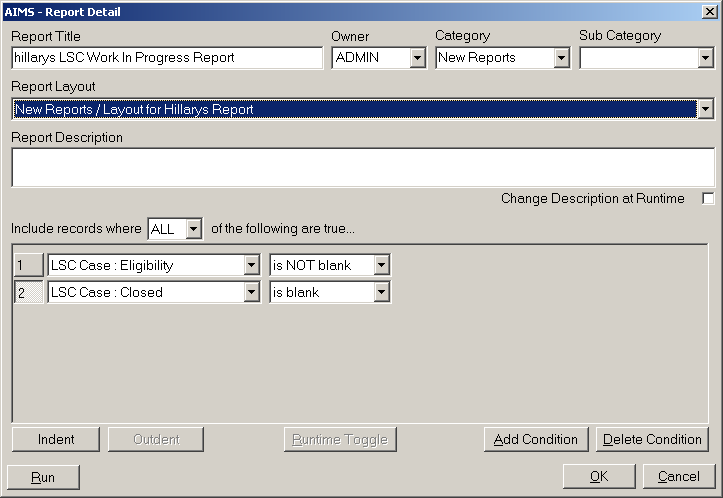 AIMS - Report Detail
Report Title Owner Category Sub Category
hillarys LSC Work In Progress Report ADMIN New Reports
Report Layout
New Reports / Layout for Hillarys Report
Report Description
Change Description at Runtime
Include records where ALL of the following are true...
1 LSC Case : Eligibility is NOT blank
2 LSC Case : Closed is blank
Indent Outdent Runtime Toggle Add Condition Delete Condition
Run OK Cancel